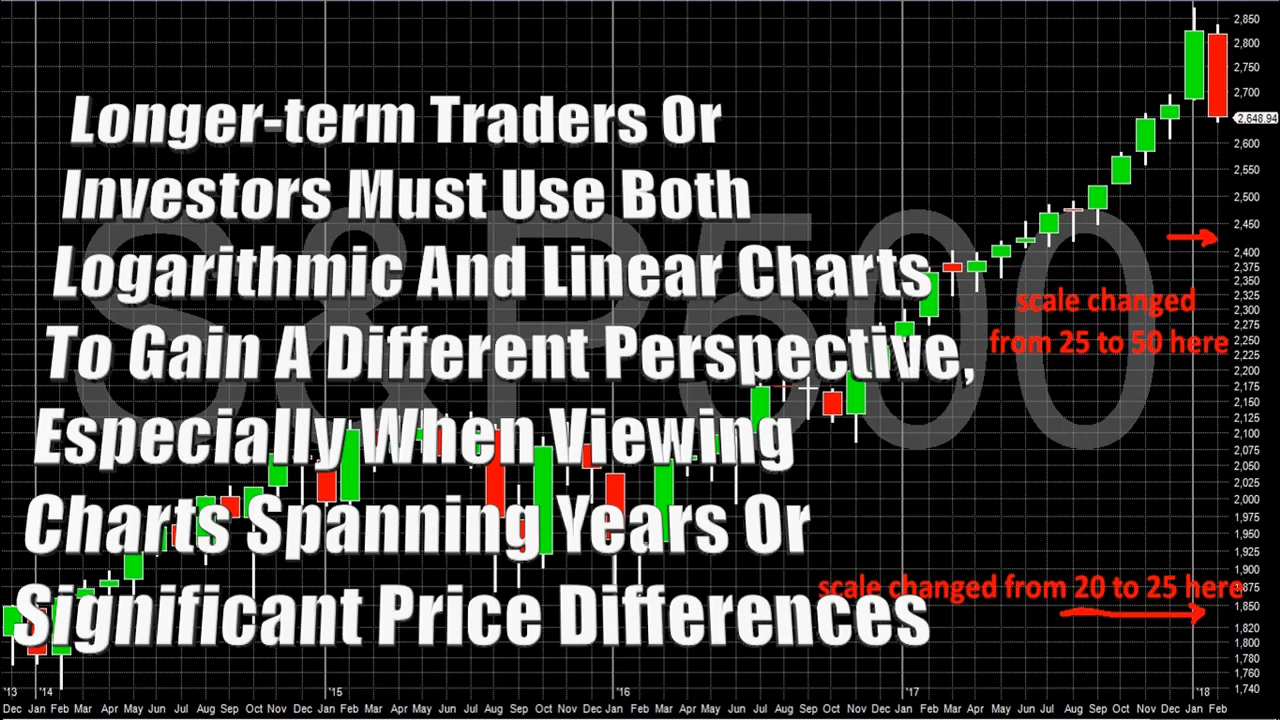 Longer-term Traders Or
Investors Must Use Both
Logarithmic And Linear Charts
To Gain A Different Perspective,
Especially When Viewing
Charts Spanning Years Or
Significant Price Differences
S&P500
scale changed
from 25 to 50 here
scale changed from 20 to 25 here
2,850
2,800
2,750
2,700
2,648.94
2,600
2,550
2,500
2,450
2,400
2,375
2,350
2,325
2,300
2,275
2,250
2,225
2,200
2,175
2,150
2,125
2,100
2,075
2,050
2,025
2,000
1,975
1,950
1,925
1,900
1,875
1,850
1,820
1,800
1,780
1,760
1,740
'13 '14 '15 '16 '17 '18
Dec Jan Feb Mar Apr May Jun Jul Aug Sep Oct Nov Dec Jan Feb Mar Apr May Jun Jul Aug Sep Oct Nov Dec Jan Feb Mar Apr May Jun Jul Aug Sep Oct Nov Dec Jan Feb Mar Apr May Jun Jul Aug Sep Oct Nov Dec Jan Feb